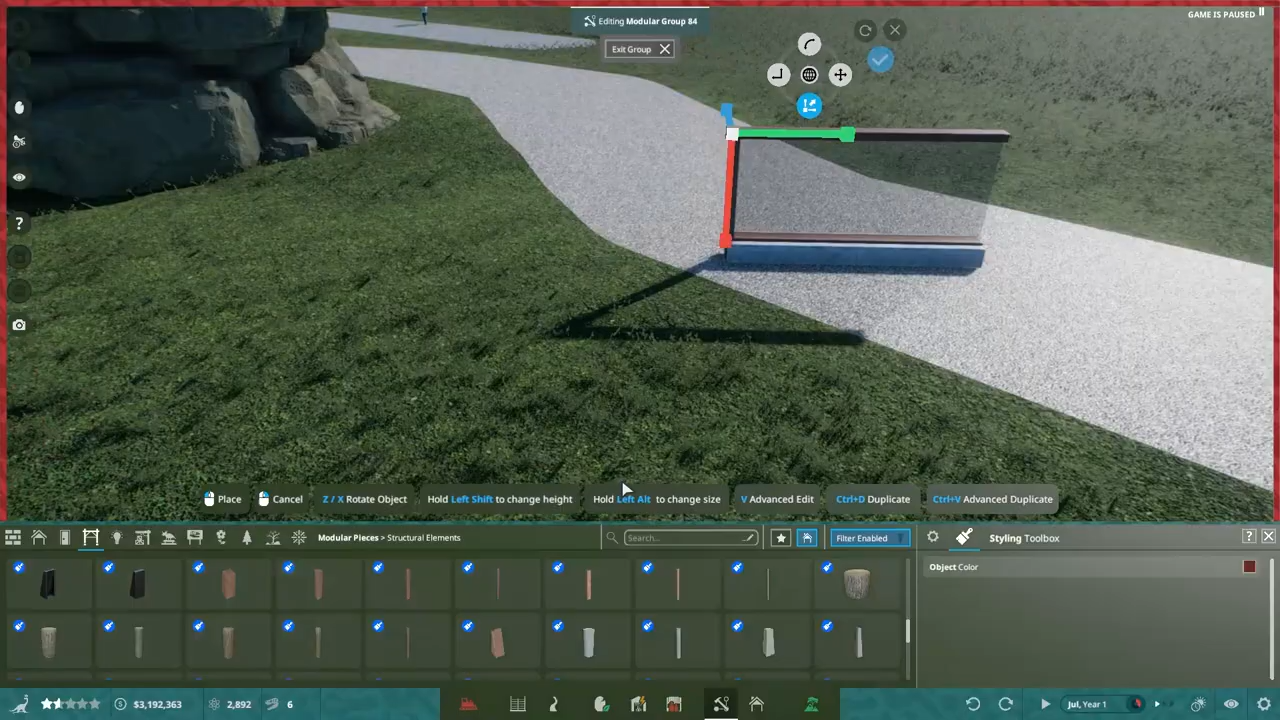 Editing Modular Group 84
GAME IS PAUSED
Exit Group
?
Place
Cancel
Z / X Rotate Object
Hold Left Shift to change height
Hold Left Alt to change size
V Advanced Edit
Ctrl+D Duplicate
Ctrl+V Advanced Duplicate
Modular Pieces > Structural Elements
Search...
Filter Enabled
Styling Toolbox
?
Object Color
$3,192,363
2,892
6
Jul, Year 1